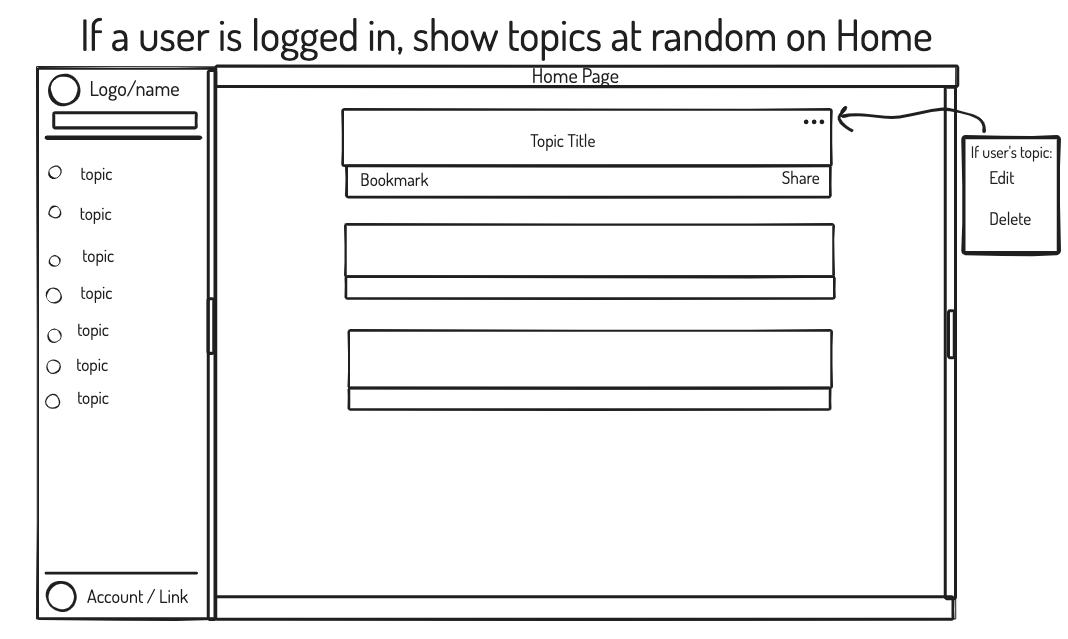 If a user is logged in, show topics at random on Home
Logo/name
Home Page
Topic Title
Bookmark
Share
If user's topic:
Edit
Delete
topic
topic
topic
topic
topic
topic
topic
Account / Link